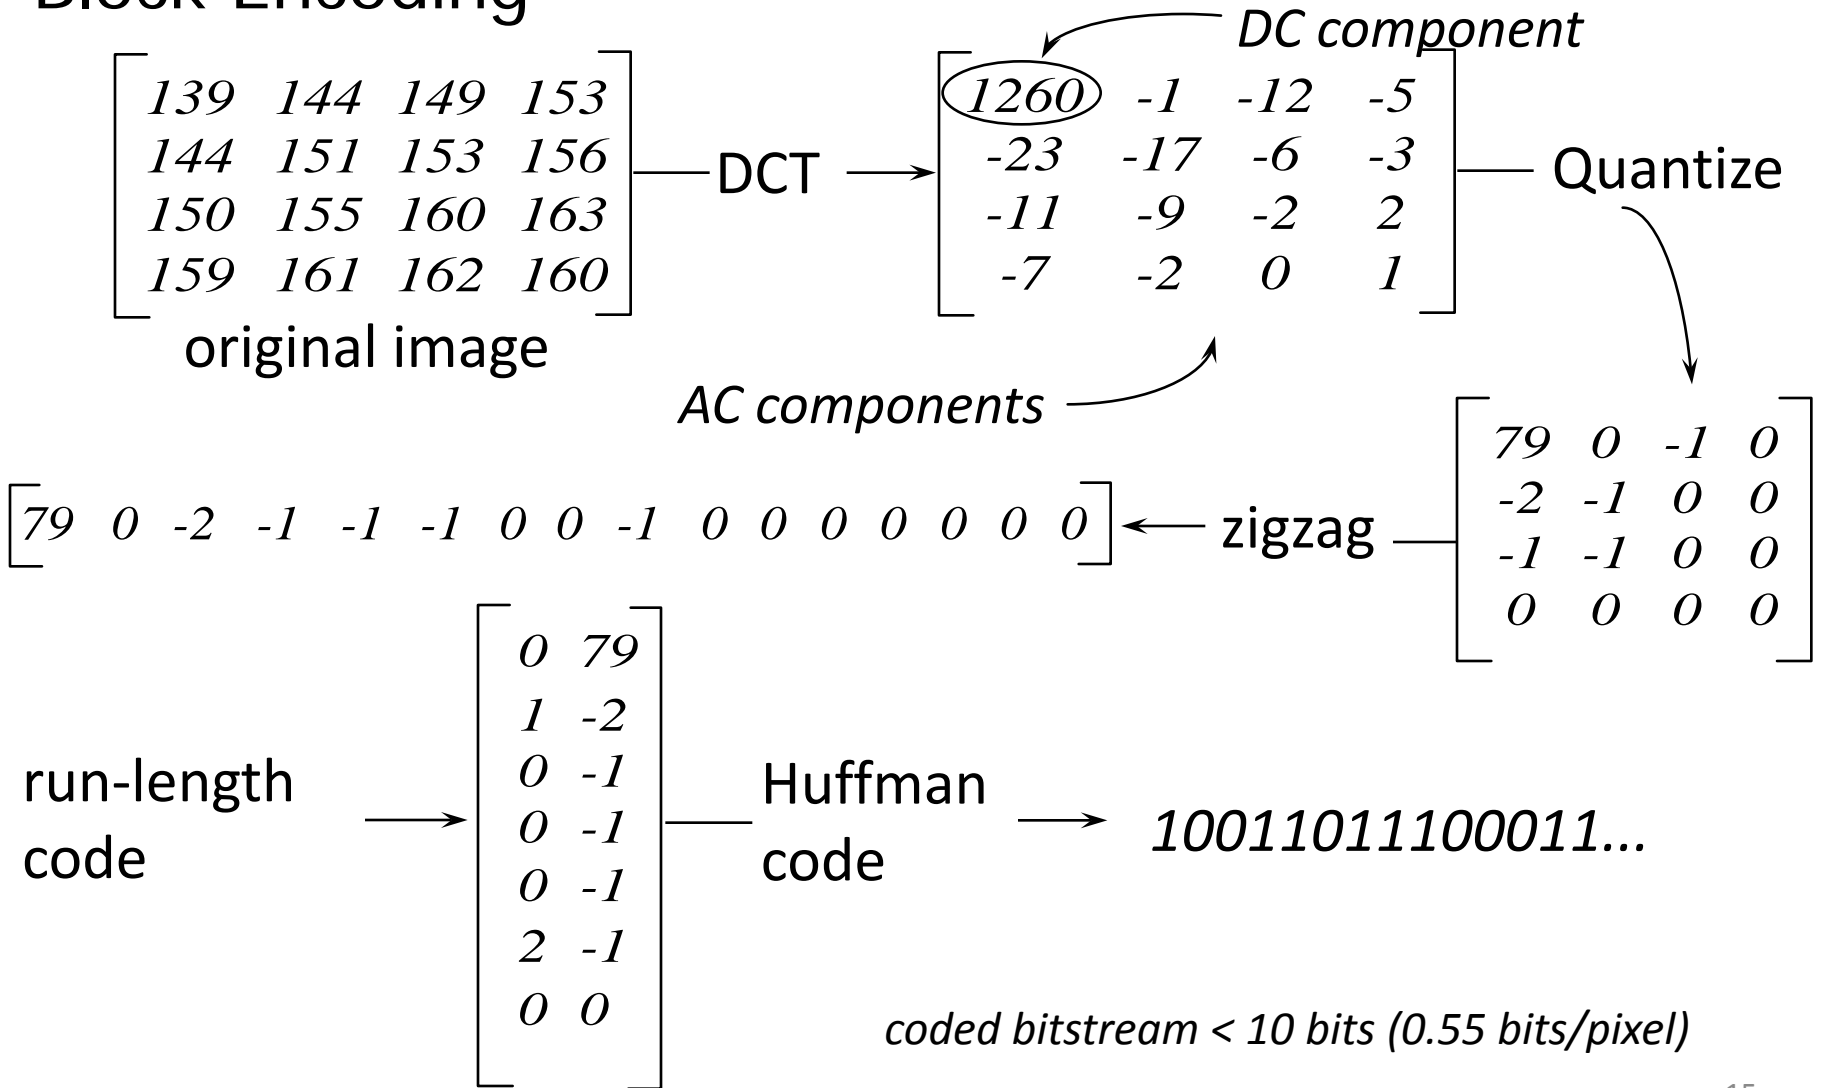 Block Encoding
DC component
139 144 149 153
144 151 153 156
150 155 160 163
159 161 162 160
original image
DCT
1260 -1 -12 -5
-23 -17 -6 -3
-11 -9 -2 2
-7 -2 0 1
Quantize
AC components
79 0 -1 0
-2 -1 0 0
-1 -1 0 0
0 0 0 0
zigzag
79 0 -2 -1 -1 -1 0 0 -1 0 0 0 0 0 0 0
run-length
code
0 79
1 -2
0 -1
0 -1
0 -1
2 -1
0 0
Huffman
code
10011011100011...
coded bitstream < 10 bits (0.55 bits/pixel)
15